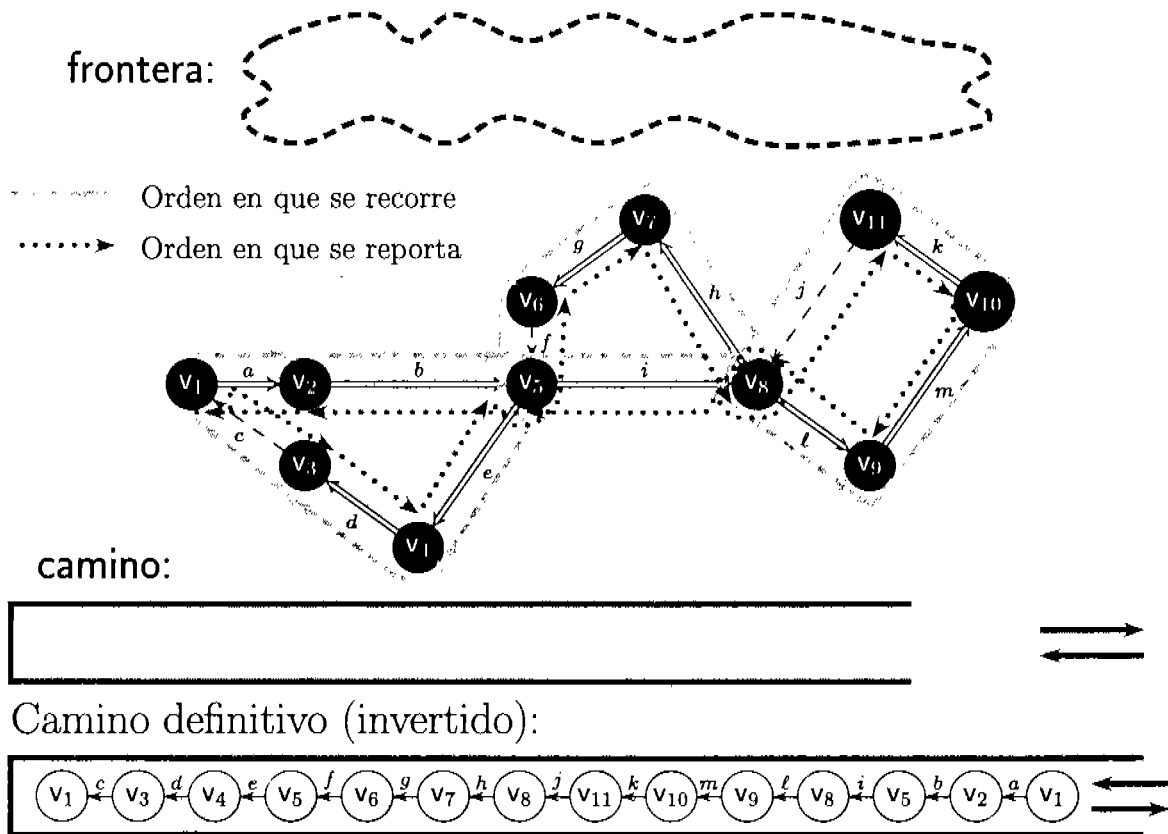 frontera:
Orden en que se recorre
Orden en que se reporta
v₇
v₁₁
g
k
v₆
h
j
v₁₀
f
a
b
i
v₁
v₂
v₅
v₈
m
c
ℓ
v₃
e
v₉
d
v₁
camino:
Camino definitivo (invertido):
v₁ c v₃ d v₄ e v₅ f v₆ g v₇ h v₈ j v₁₁ k v₁₀ m v₉ ℓ v₈ i v₅ b v₂ a v₁